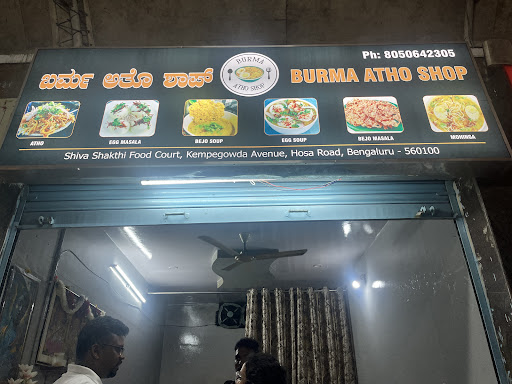 Ph: 8050642305
ಬರ್ಮಾ ಅತೊ ಶಾಪ್
BURMA
ATHO SHOP
BURMA ATHO SHOP
ATHO
EGG MASALA
BEJO SOUP
EGG SOUP
BEJO MASALA
MOHINGA
Shiva Shakthi Food Court, Kempegowda Avenue, Hosa Road, Bengaluru - 560100